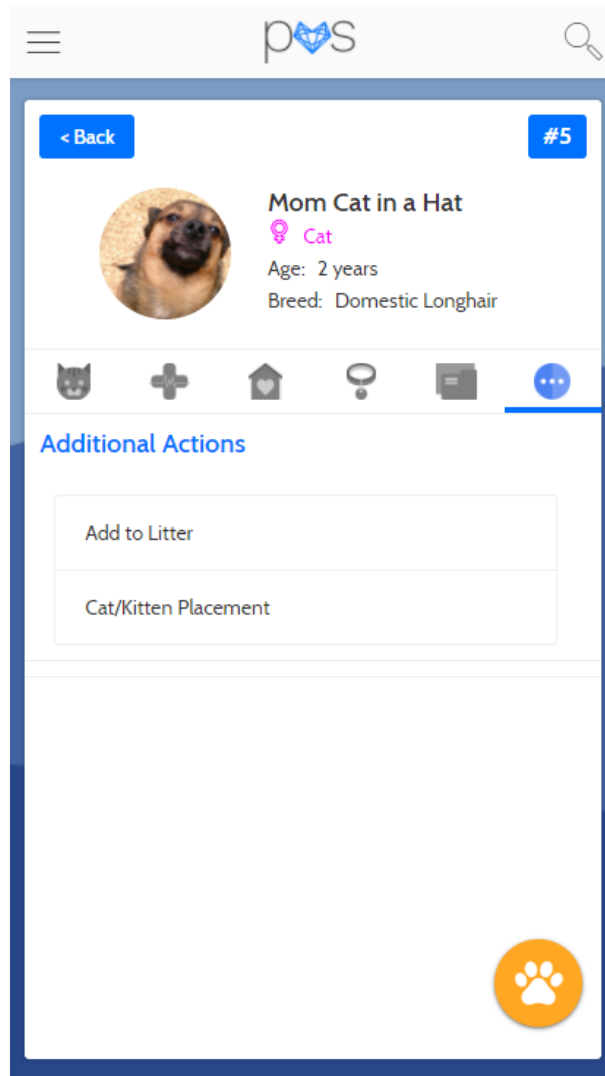 pws
< Back
#5
Mom Cat in a Hat
Cat
Age: 2 years
Breed: Domestic Longhair
Additional Actions
Add to Litter
Cat/Kitten Placement